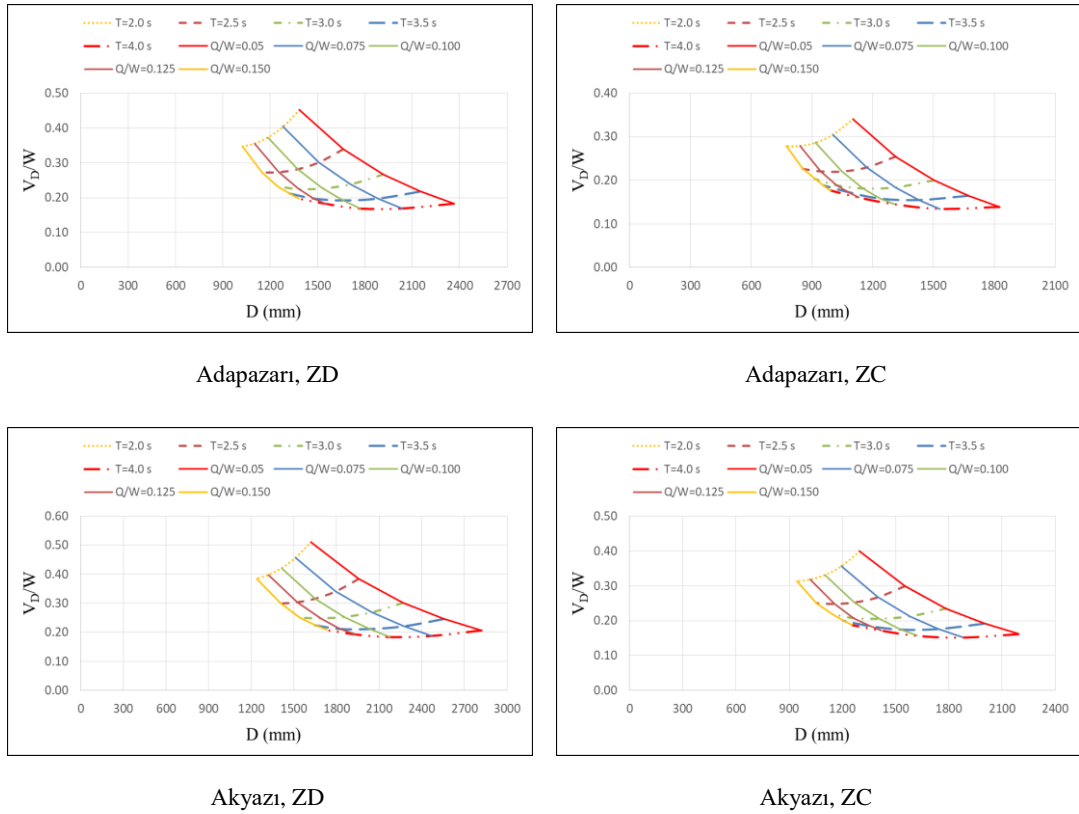 T=2.0 s T=2.5 s T=3.0 s T=3.5 s
T=4.0 s Q/W=0.05 Q/W=0.075 Q/W=0.100
Q/W=0.125 Q/W=0.150
0.50
0.40
0.30
0.20
0.10
0.00
V_D/W
0 300 600 900 1200 1500 1800 2100 2400 2700
D (mm)
Adapazarı, ZD
T=2.0 s T=2.5 s T=3.0 s T=3.5 s
T=4.0 s Q/W=0.05 Q/W=0.075 Q/W=0.100
Q/W=0.125 Q/W=0.150
0.40
0.30
0.20
0.10
0.00
V_D/W
0 300 600 900 1200 1500 1800 2100
D (mm)
Adapazarı, ZC
T=2.0 s T=2.5 s T=3.0 s T=3.5 s
T=4.0 s Q/W=0.05 Q/W=0.075 Q/W=0.100
Q/W=0.125 Q/W=0.150
0.60
0.50
0.40
0.30
0.20
0.10
0.00
V_D/W
0 300 600 900 1200 1500 1800 2100 2400 2700 3000
D (mm)
Akyazı, ZD
T=2.0 s T=2.5 s T=3.0 s T=3.5 s
T=4.0 s Q/W=0.05 Q/W=0.075 Q/W=0.100
Q/W=0.125 Q/W=0.150
0.50
0.40
0.30
0.20
0.10
0.00
V_D/W
0 300 600 900 1200 1500 1800 2100 2400
D (mm)
Akyazı, ZC